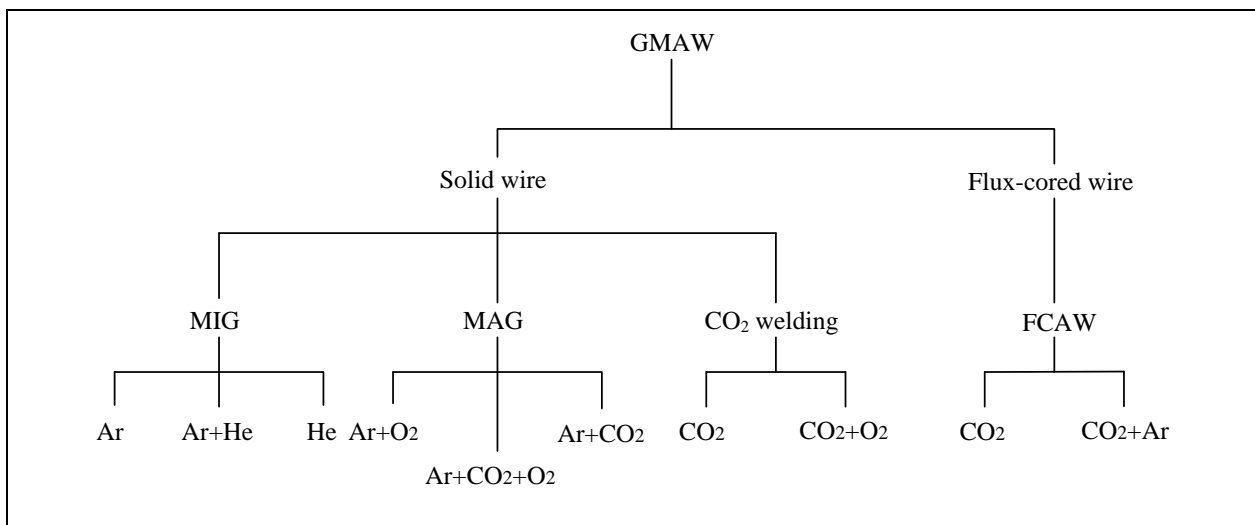 GMAW
Solid wire
Flux-cored wire
MIG
MAG
CO2 welding
FCAW
Ar
Ar+He
He
Ar+O2
Ar+CO2+O2
Ar+CO2
CO2
CO2+O2
CO2
CO2+Ar